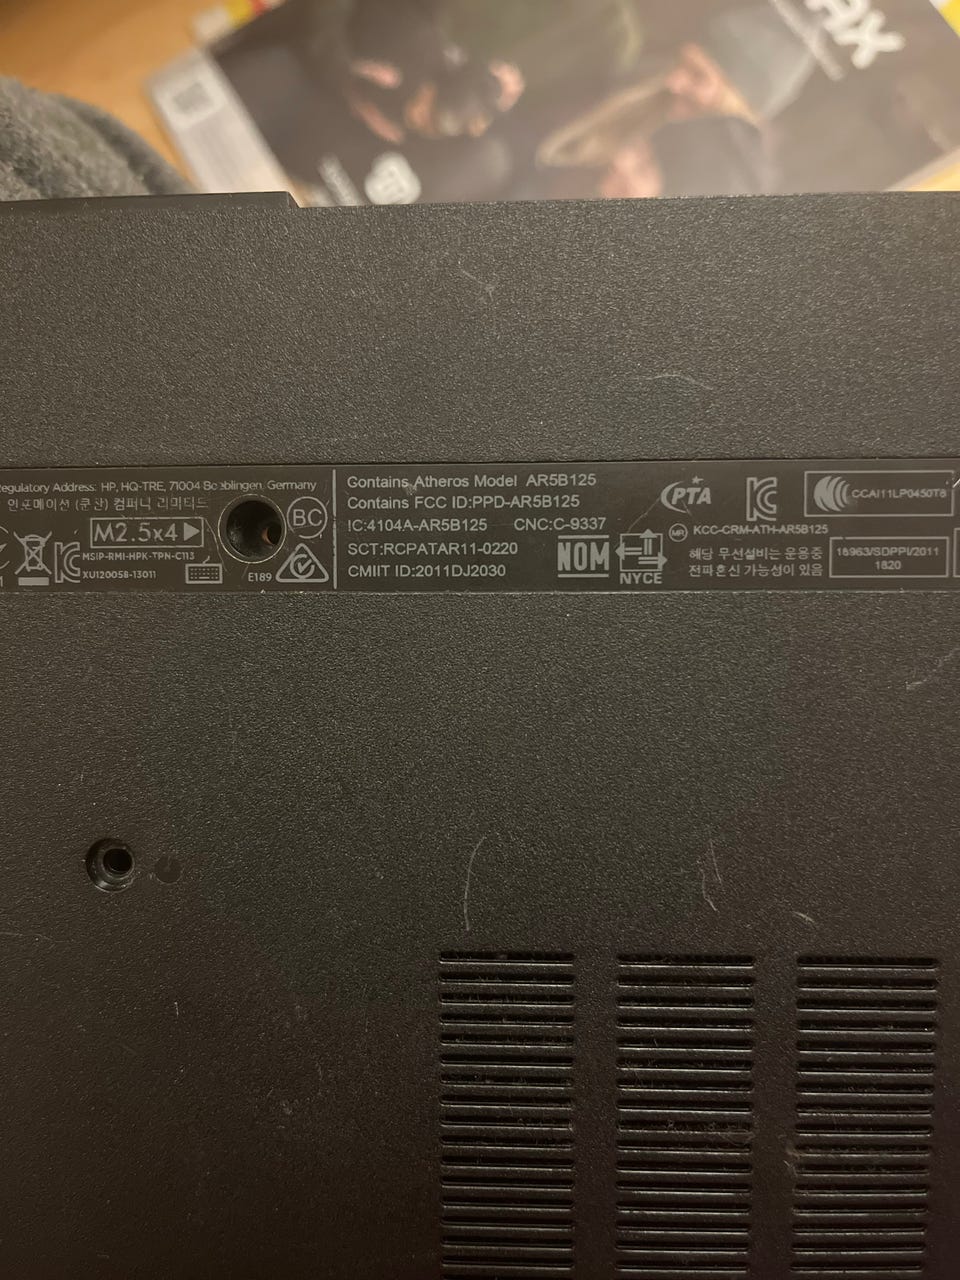 AX
Regulatory Address: HP, HQ-TRE, 71004 Boeblingen, Germany
인포메이션 (쿤산) 컴퍼니 리미티드
M2.5x4
BC
MSIP-RMI-HPK-TPN-C113
XU120058-13011
E189
Contains Atheros Model AR5B125
Contains FCC ID:PPD-AR5B125
IC:4104A-AR5B125 CNC:C-9337
SCT:RCPATAR11-0220
CMIIT ID:2011DJ2030
NOM
NYCE
PTA
MR KCC-CRM-ATH-AR5B125
해당 무선설비는 운용중
전파혼신 가능성이 있음
CCAI11LP0450T8
16963/SDPPI/2011
1820